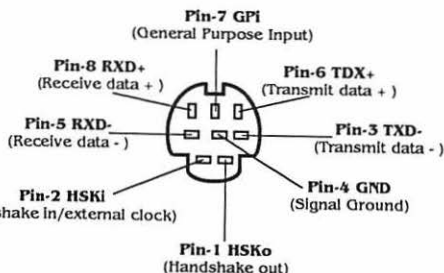 Pin-7 GPi
(General Purpose Input)
Pin-8 RXD+
(Receive data + )
Pin-6 TDX+
(Transmit data + )
Pin-5 RXD-
(Receive data - )
Pin-3 TXD-
(Transmit data - )
Pin-2 HSKi
shake in/external clock)
Pin-4 GND
(Signal Ground)
Pin-1 HSKo
(Handshake out)